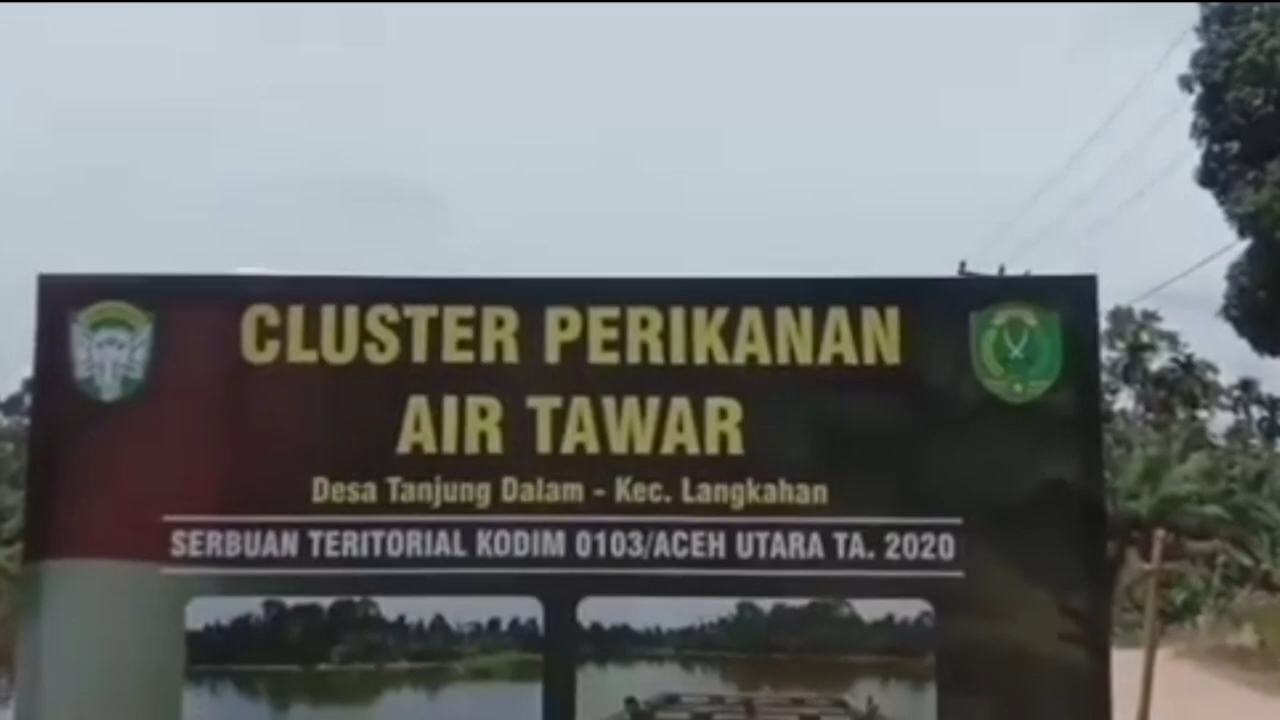 CLUSTER PERIKANAN
AIR TAWAR
Desa Tanjung Dalam - Kec. Langkahan
SERBUAN TERITORIAL KODIM 0103/ACEH UTARA TA. 2020